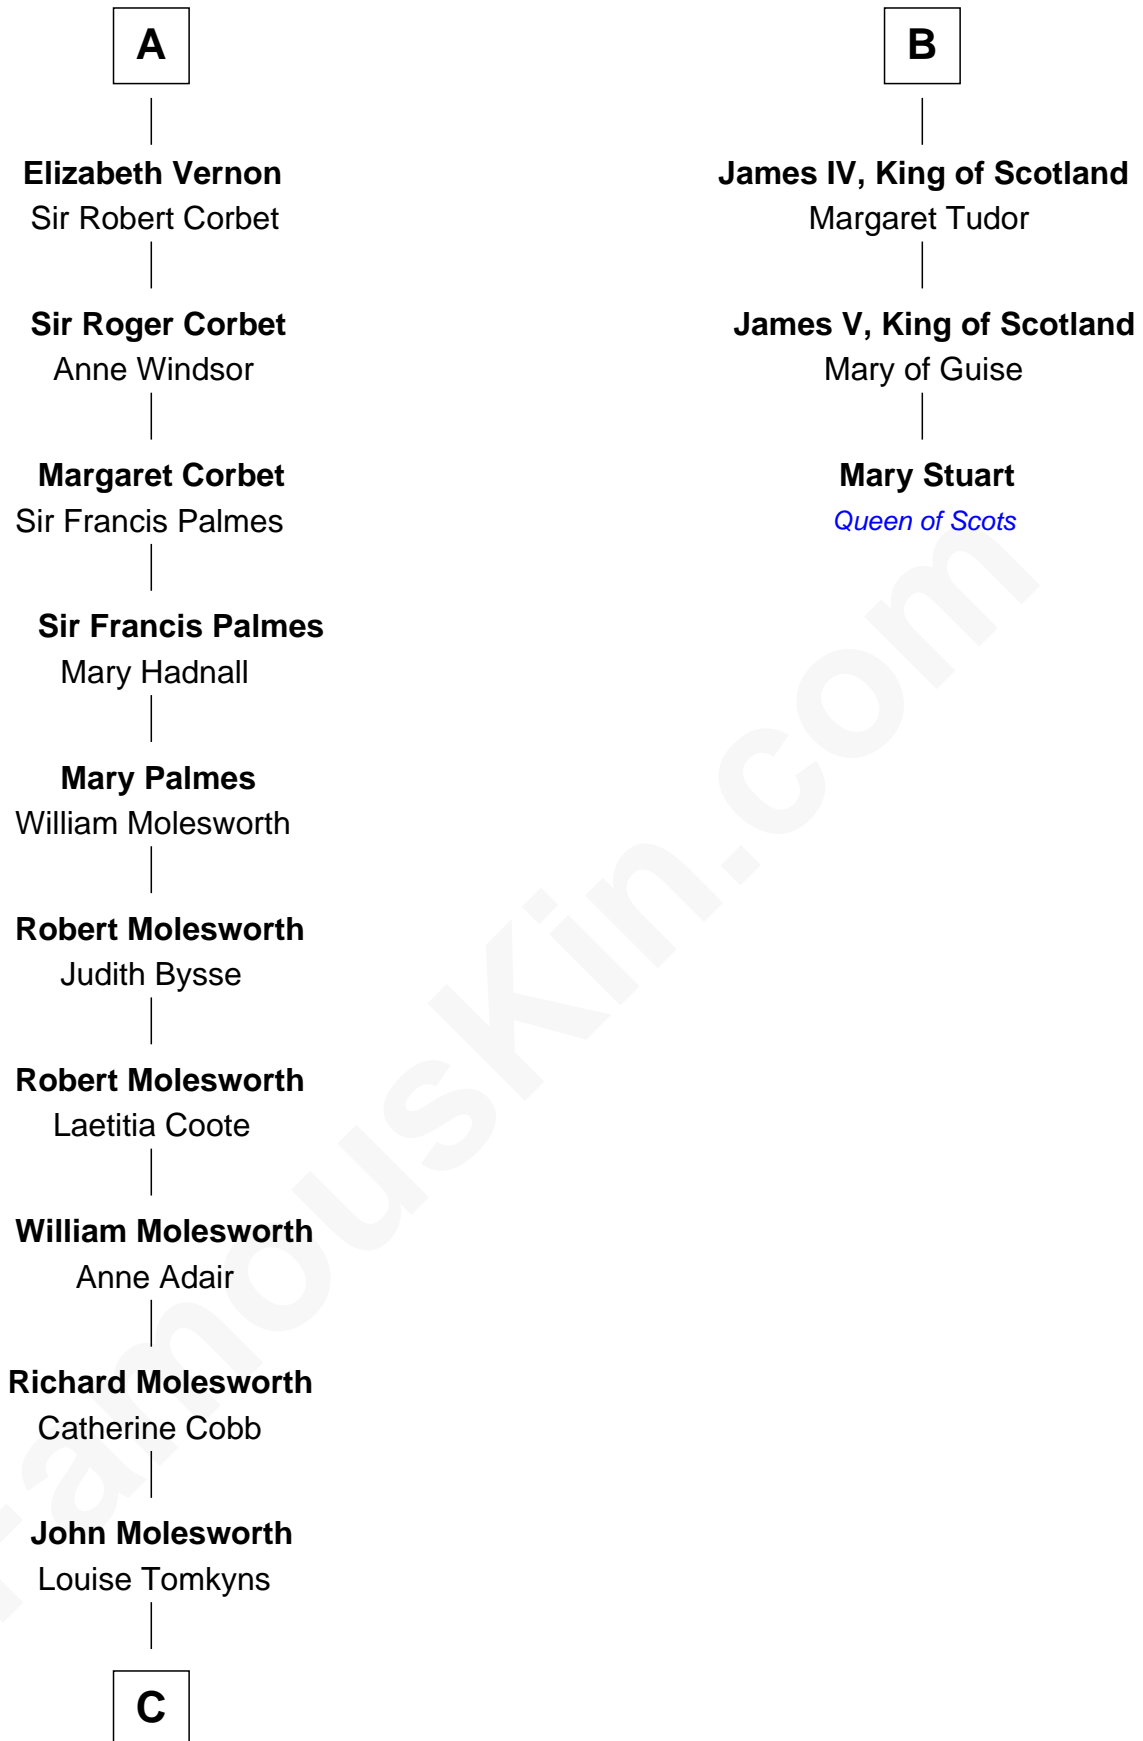 A
Elizabeth Vernon
Sir Robert Corbet
Sir Roger Corbet
Anne Windsor
Margaret Corbet
Sir Francis Palmes
Sir Francis Palmes
Mary Hadnall
Mary Palmes
William Molesworth
Robert Molesworth
Judith Bysse
Robert Molesworth
Laetitia Coote
William Molesworth
Anne Adair
Richard Molesworth
Catherine Cobb
John Molesworth
Louise Tomkyns
C
B
James IV, King of Scotland
Margaret Tudor
James V, King of Scotland
Mary of Guise
Mary Stuart
Queen of Scots
FamousKin.com